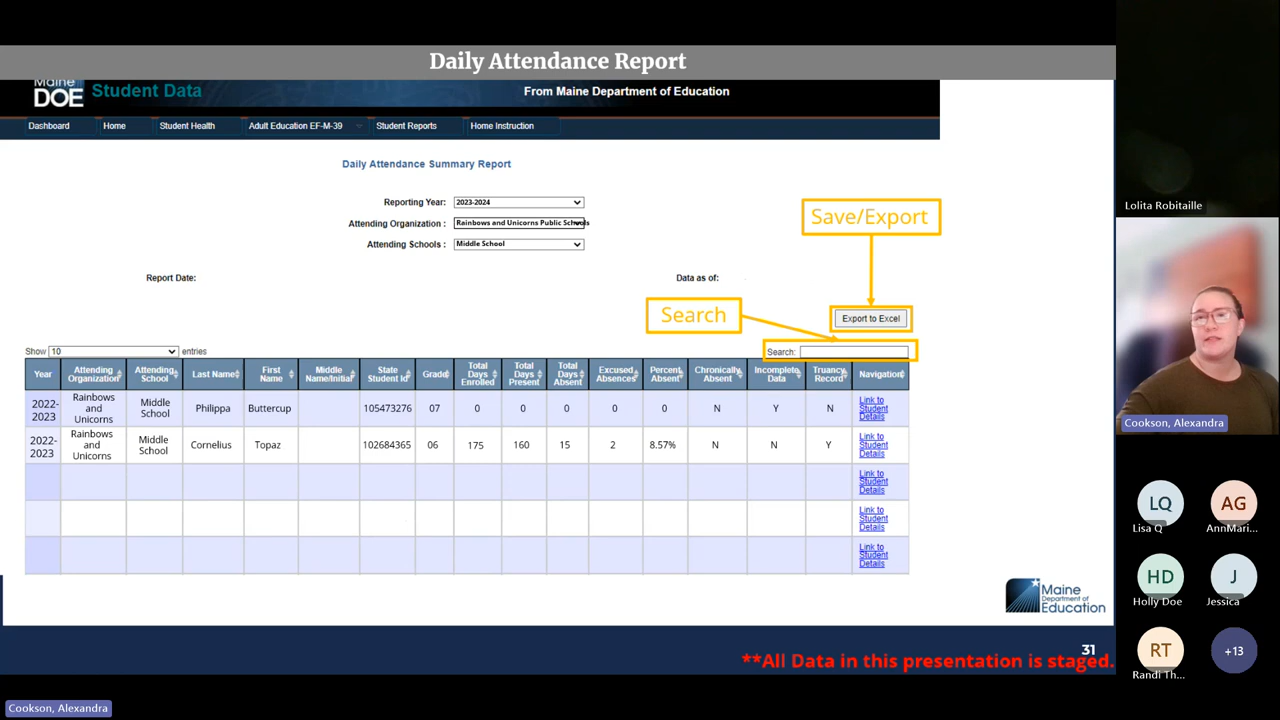 Daily Attendance Report
Maine
DOE
Student Data
From Maine Department of Education
Dashboard
Home
Student Health
Adult Education EF-M-39
Student Reports
Home Instruction
Daily Attendance Summary Report
Reporting Year: 2023-2024
Attending Organization : Rainbows and Unicorns Public Schools
Attending Schools : Middle School
Save/Export
Report Date:
Data as of:
Search
Export to Excel
Show 10 entries
Search:
Year Attending Organization Attending School Last Name First Name Middle Name/Initial State Student Id Grade Total Days Enrolled Total Days Present Total Days Absent Excused Absences Percent Absent Chronically Absent Incomplete Data Truancy Record Navigation
2022-2023 Rainbows and Unicorns Middle School Philippa Buttercup 105473276 07 0 0 0 0 0 N Y N Link to Student Details
2022-2023 Rainbows and Unicorns Middle School Cornelius Topaz 102684365 06 175 160 15 2 8.57% N N Y Link to Student Details
Link to Student Details
Link to Student Details
Link to Student Details
Maine
Department of
Education
31
**All Data in this presentation is staged.
Cookson, Alexandra
Lolita Robitaille
Cookson, Alexandra
LQ
Lisa Q
AG
AnnMari...
HD
Holly Doe
J
Jessica
RT
Randi Th...
+13